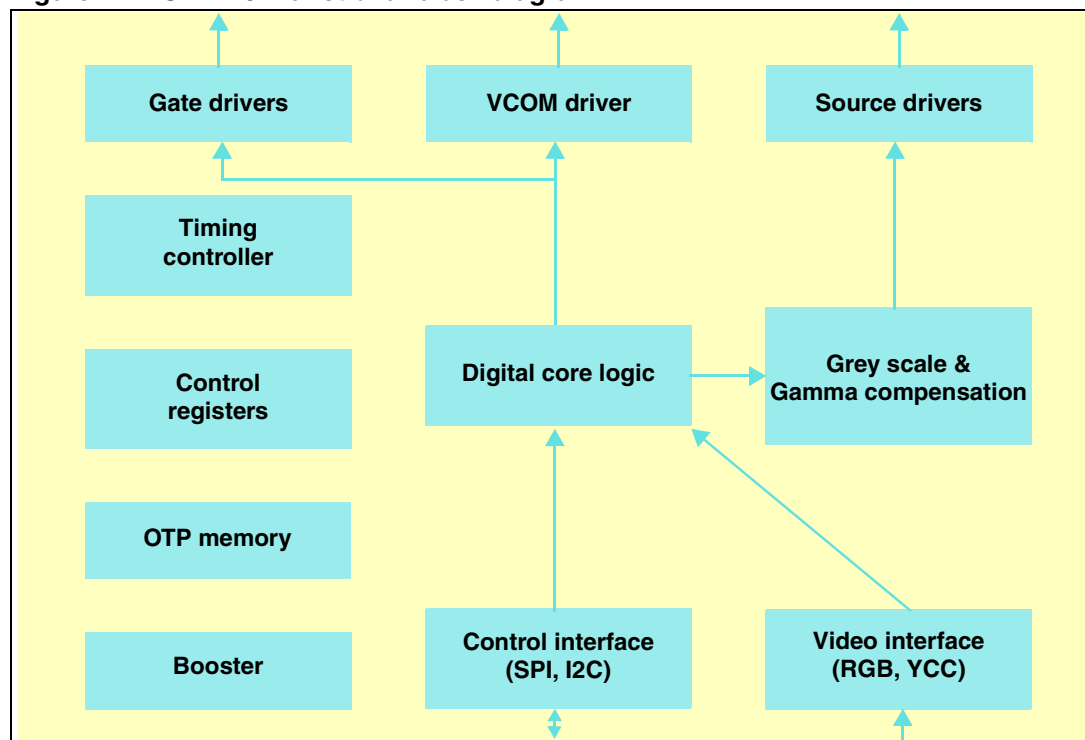 Gate drivers
VCOM driver
Source drivers
Timing
controller
Digital core logic
Grey scale &
Gamma compensation
Control
registers
OTP memory
Booster
Control interface
(SPI, I2C)
Video interface
(RGB, YCC)